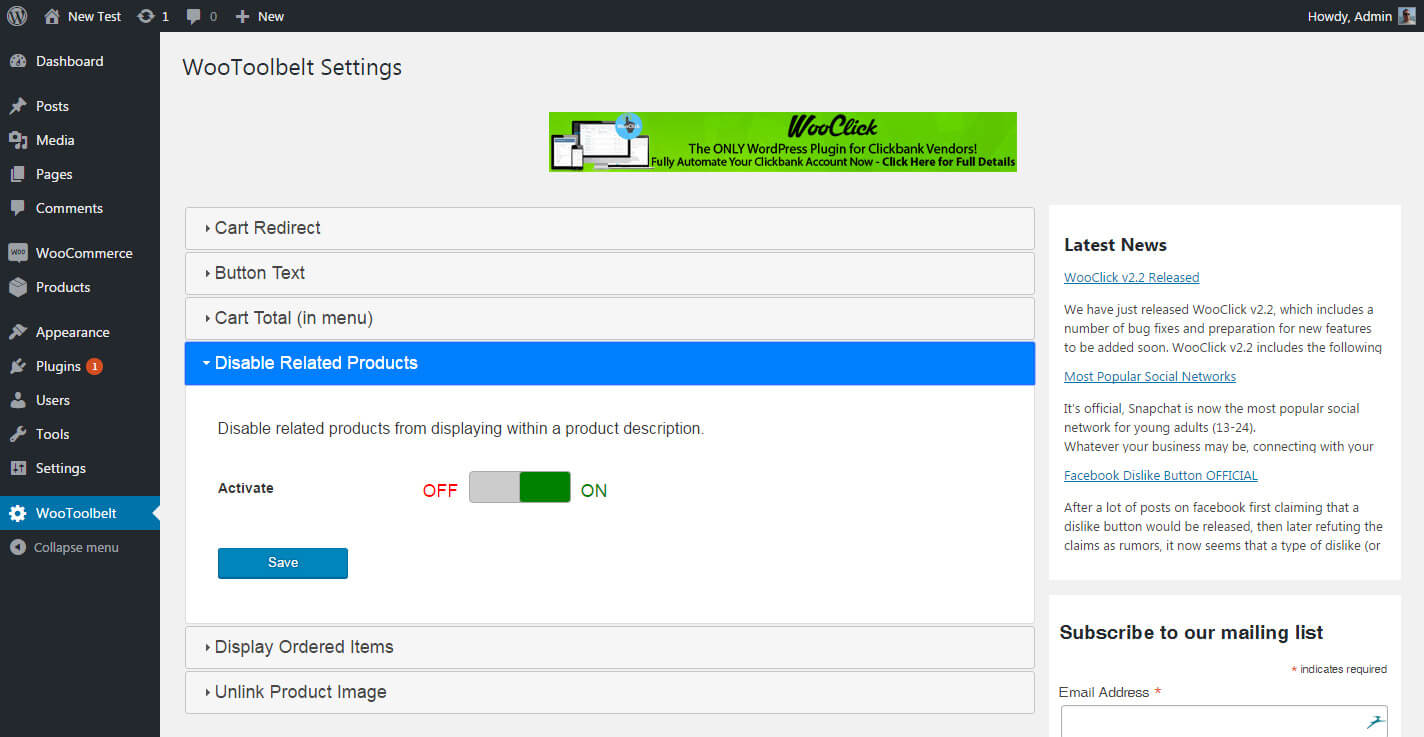 New Test 1 0 New Howdy, Admin
Dashboard
Posts
Media
Pages
Comments
WooCommerce
Products
Appearance
Plugins 1
Users
Tools
Settings
WooToolbelt
Collapse menu
WooToolbelt Settings
WooClick
The ONLY WordPress Plugin for Clickbank Vendors!
Fully Automate Your Clickbank Account Now - Click Here for Full Details
Cart Redirect
Button Text
Cart Total (in menu)
Disable Related Products
Disable related products from displaying within a product description.
Activate OFF ON
Save
Display Ordered Items
Unlink Product Image
Latest News
WooClick v2.2 Released
We have just released WooClick v2.2, which includes a
number of bug fixes and preparation for new features
to be added soon. WooClick v2.2 includes the following
Most Popular Social Networks
It's official, Snapchat is now the most popular social
network for young adults (13-24).
Whatever your business may be, connecting with your
Facebook Dislike Button OFFICIAL
After a lot of posts on facebook first claiming that a
dislike button would be released, then later refuting the
claims as rumors, it now seems that a type of dislike (or
Subscribe to our mailing list
* indicates required
Email Address *